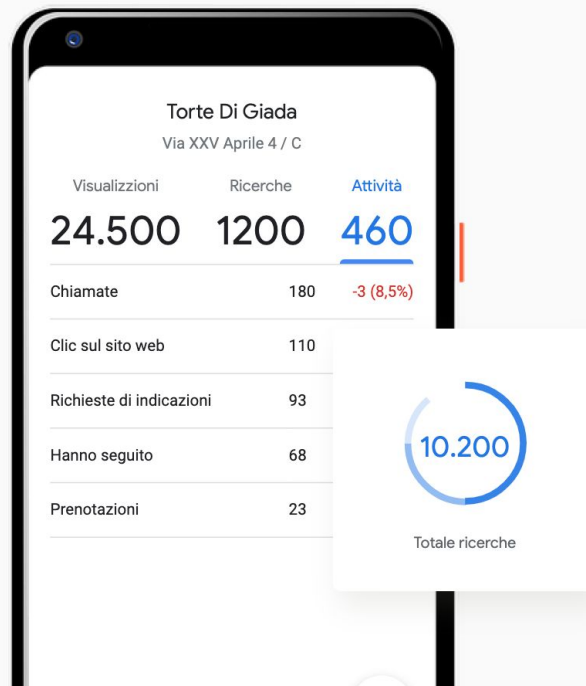 Torte Di Giada
Via XXV Aprile 4 / C
Visualizzioni Ricerche Attività
24.500 1200 460
Chiamate 180 -3 (8,5%)
Clic sul sito web 110
Richieste di indicazioni 93
Hanno seguito 68
Prenotazioni 23
10.200
Totale ricerche